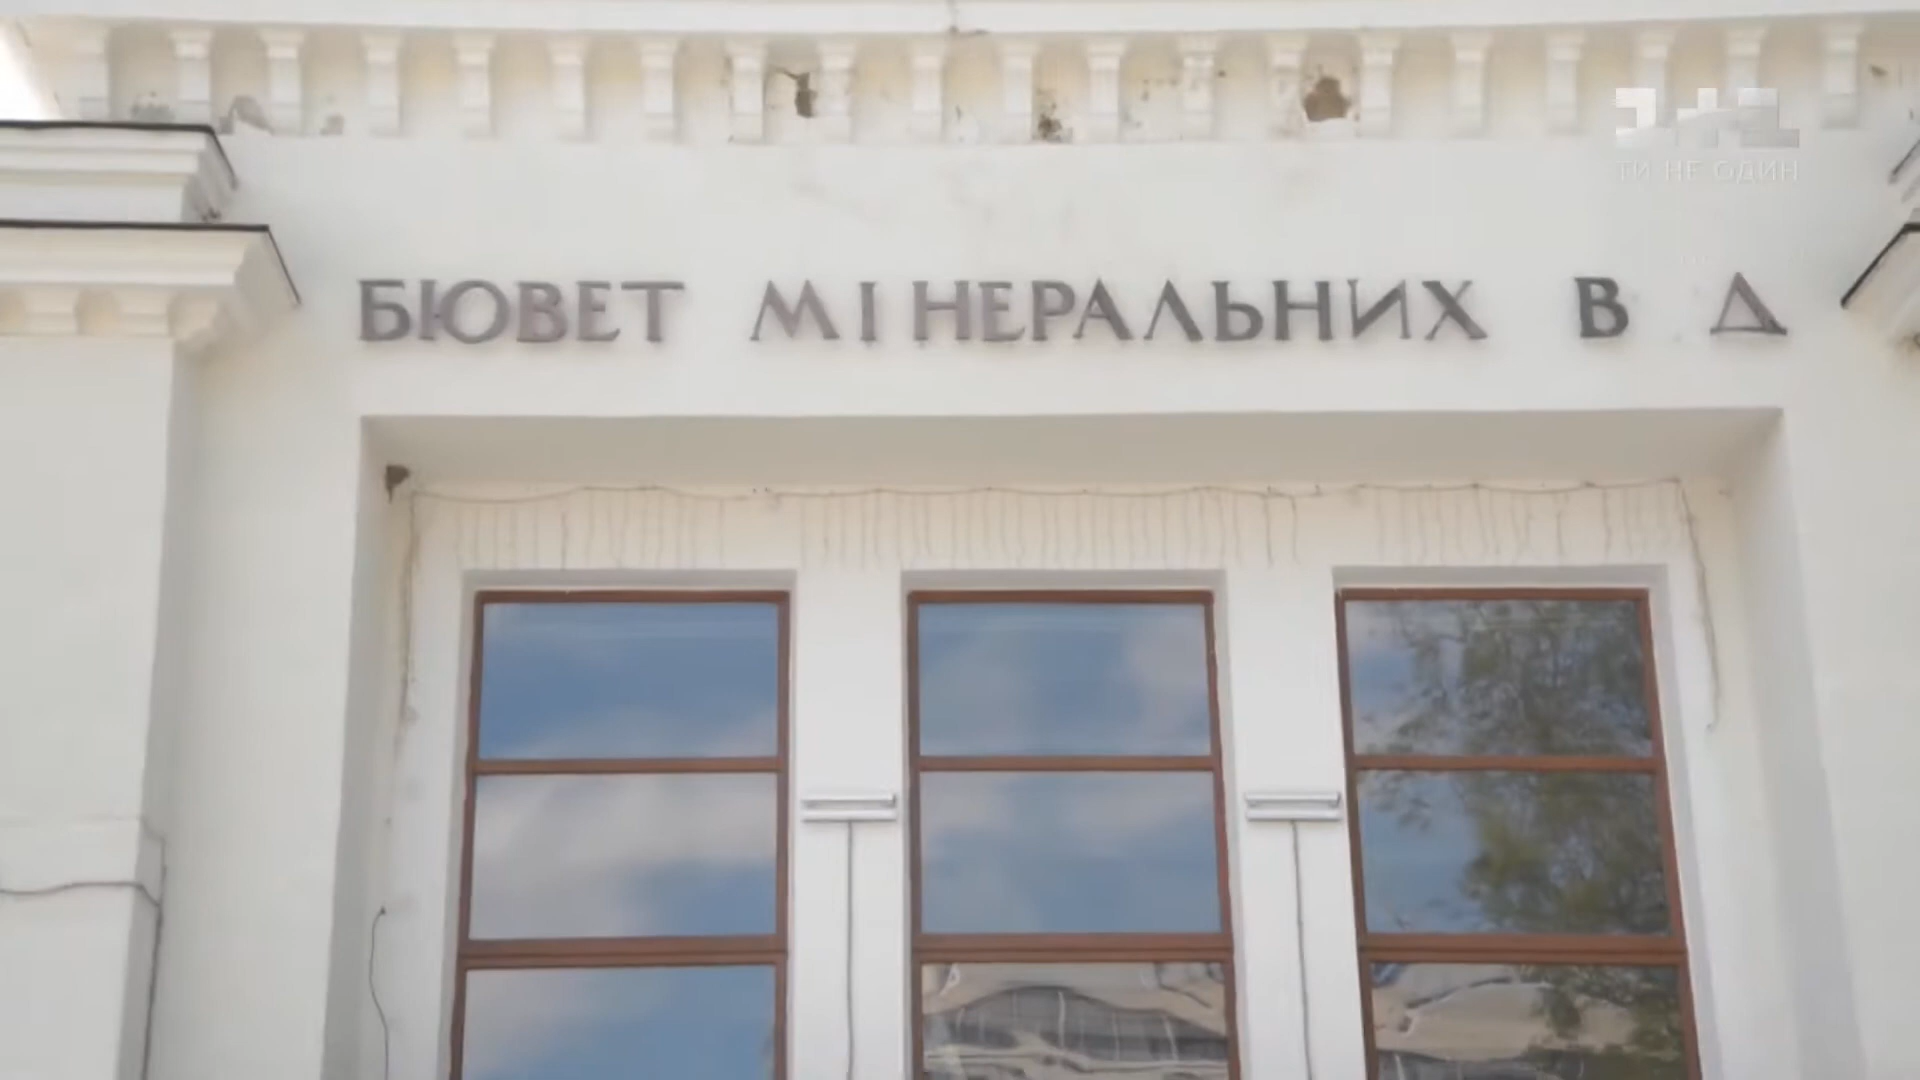 1+1
ТИ НЕ ОДИН
БЮВЕТ МІНЕРАЛЬНИХ В Д